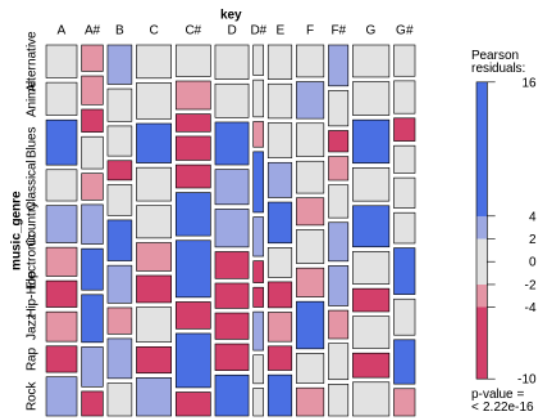 key
A A# B C C# D D# E F F# G G#
music_genre
Alternative
Blues
Classical
Country
Electronic
Hip-Hop
Jazz
Rap
Rock
Pearson
residuals:
16
4
2
0
-2
-4
-10
p-value =
< 2.22e-16